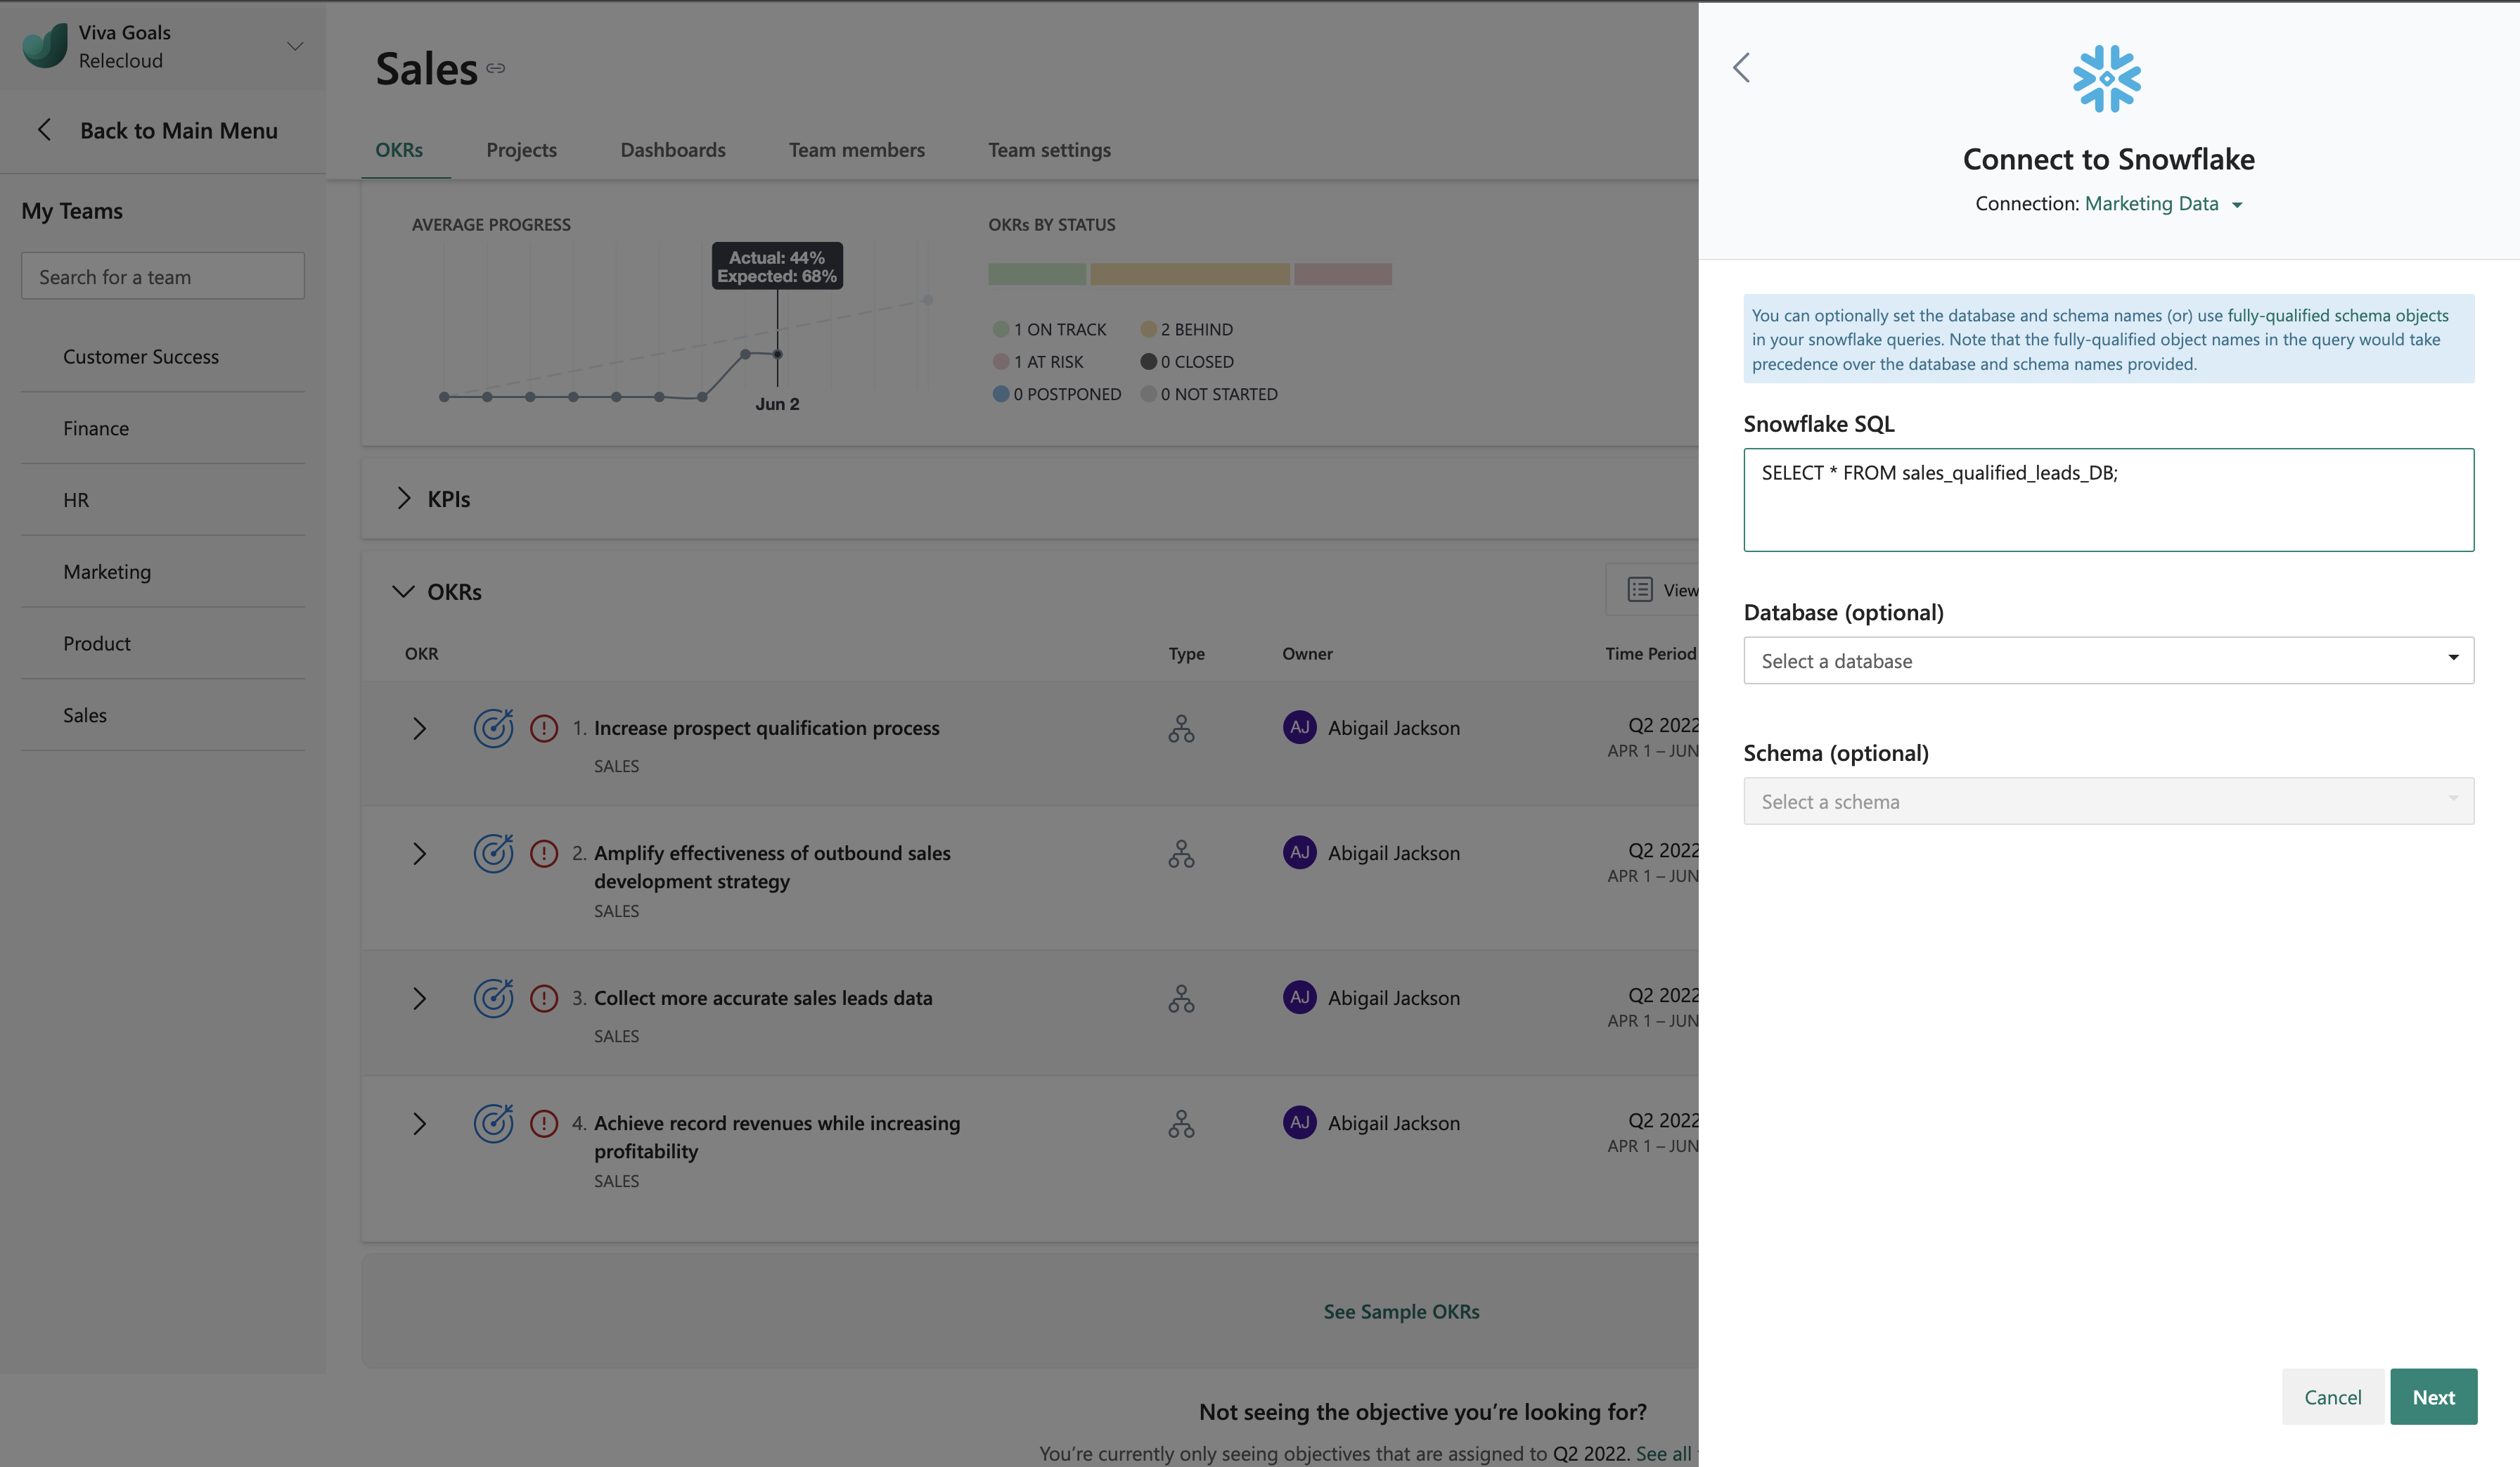 Viva Goals
Relecloud
Back to Main Menu
My Teams
Search for a team
Customer Success
Finance
HR
Marketing
Product
Sales
Sales
OKRs
Projects
Dashboards
Team members
Team settings
AVERAGE PROGRESS
Actual: 44%
Expected: 68%
Jun 2
OKRs BY STATUS
1 ON TRACK
2 BEHIND
1 AT RISK
0 CLOSED
0 POSTPONED
0 NOT STARTED
KPIs
OKRs
View
OKR
Type
Owner
Time Period
1. Increase prospect qualification process
SALES
AJ Abigail Jackson
Q2 2022
APR 1 – JUN
2. Amplify effectiveness of outbound sales
development strategy
SALES
AJ Abigail Jackson
Q2 2022
APR 1 – JUN
3. Collect more accurate sales leads data
SALES
AJ Abigail Jackson
Q2 2022
APR 1 – JUN
4. Achieve record revenues while increasing
profitability
SALES
AJ Abigail Jackson
Q2 2022
APR 1 – JUN
See Sample OKRs
Not seeing the objective you’re looking for?
You’re currently only seeing objectives that are assigned to Q2 2022. See all
Connect to Snowflake
Connection: Marketing Data
You can optionally set the database and schema names (or) use fully-qualified schema objects
in your snowflake queries. Note that the fully-qualified object names in the query would take
precedence over the database and schema names provided.
Snowflake SQL
SELECT * FROM sales_qualified_leads_DB;
Database (optional)
Select a database
Schema (optional)
Select a schema
Cancel
Next